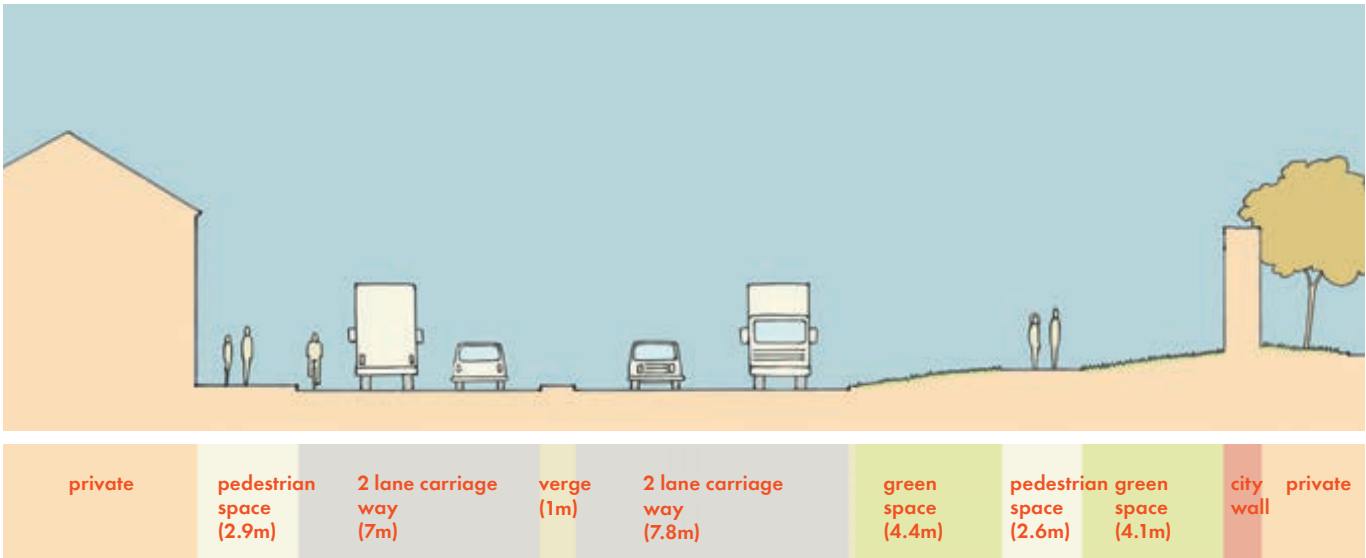 private
pedestrian
space
(2.9m)
2 lane carriage
way
(7m)
verge
(1m)
2 lane carriage
way
(7.8m)
green
space
(4.4m)
pedestrian
space
(2.6m)
green
space
(4.1m)
city
wall
private